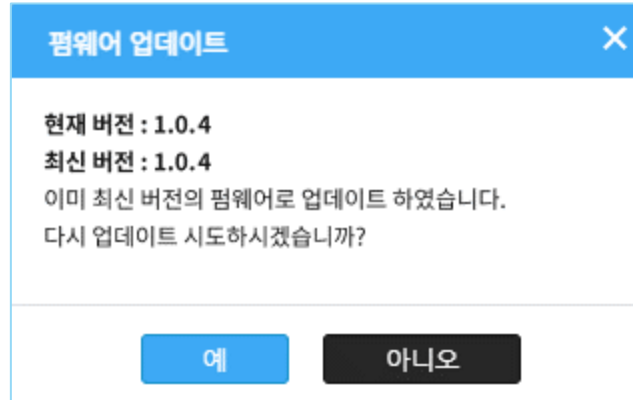 펌웨어 업데이트
현재 버전 : 1.0.4
최신 버전 : 1.0.4
이미 최신 버전의 펌웨어로 업데이트 하였습니다.
다시 업데이트 시도하시겠습니까?
예
아니오